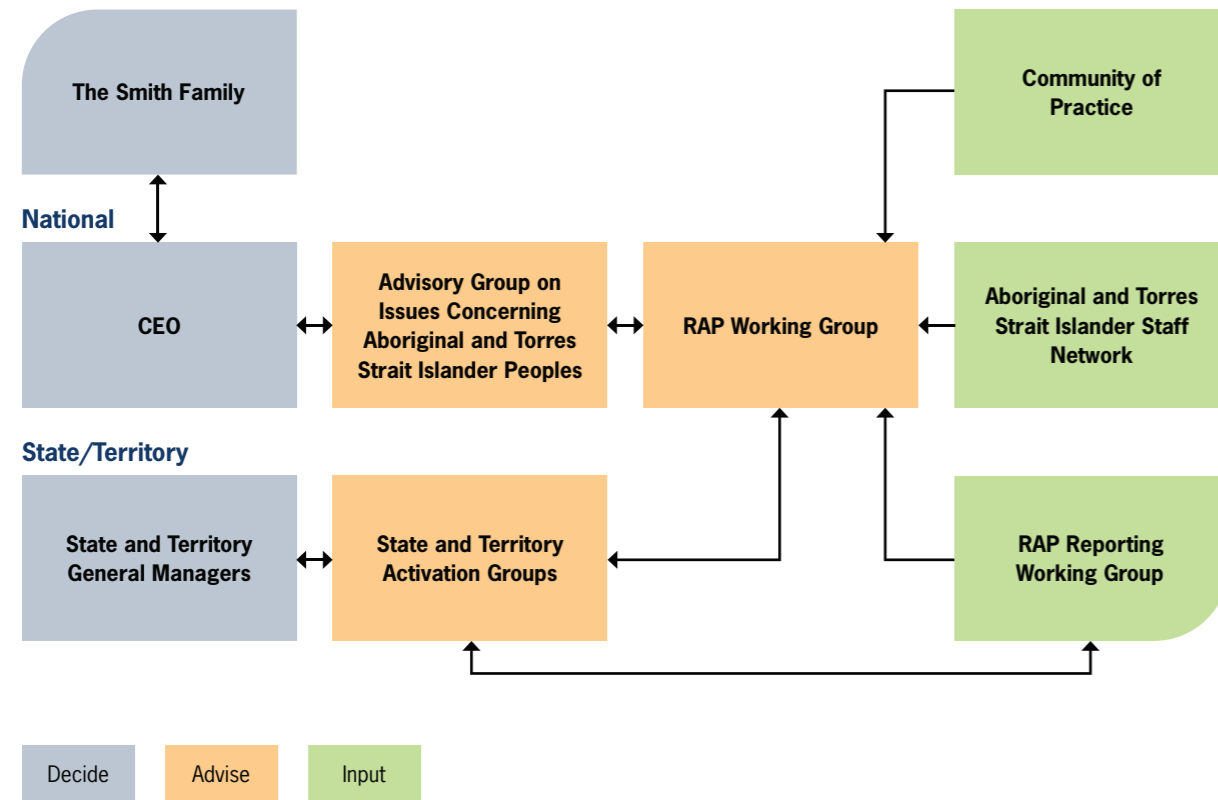 The Smith Family
Community of
Practice
National
CEO
Advisory Group on
Issues Concerning
Aboriginal and Torres
Strait Islander Peoples
RAP Working Group
Aboriginal and Torres
Strait Islander Staff
Network
State/Territory
State and Territory
General Managers
State and Territory
Activation Groups
RAP Reporting
Working Group
Decide
Advise
Input